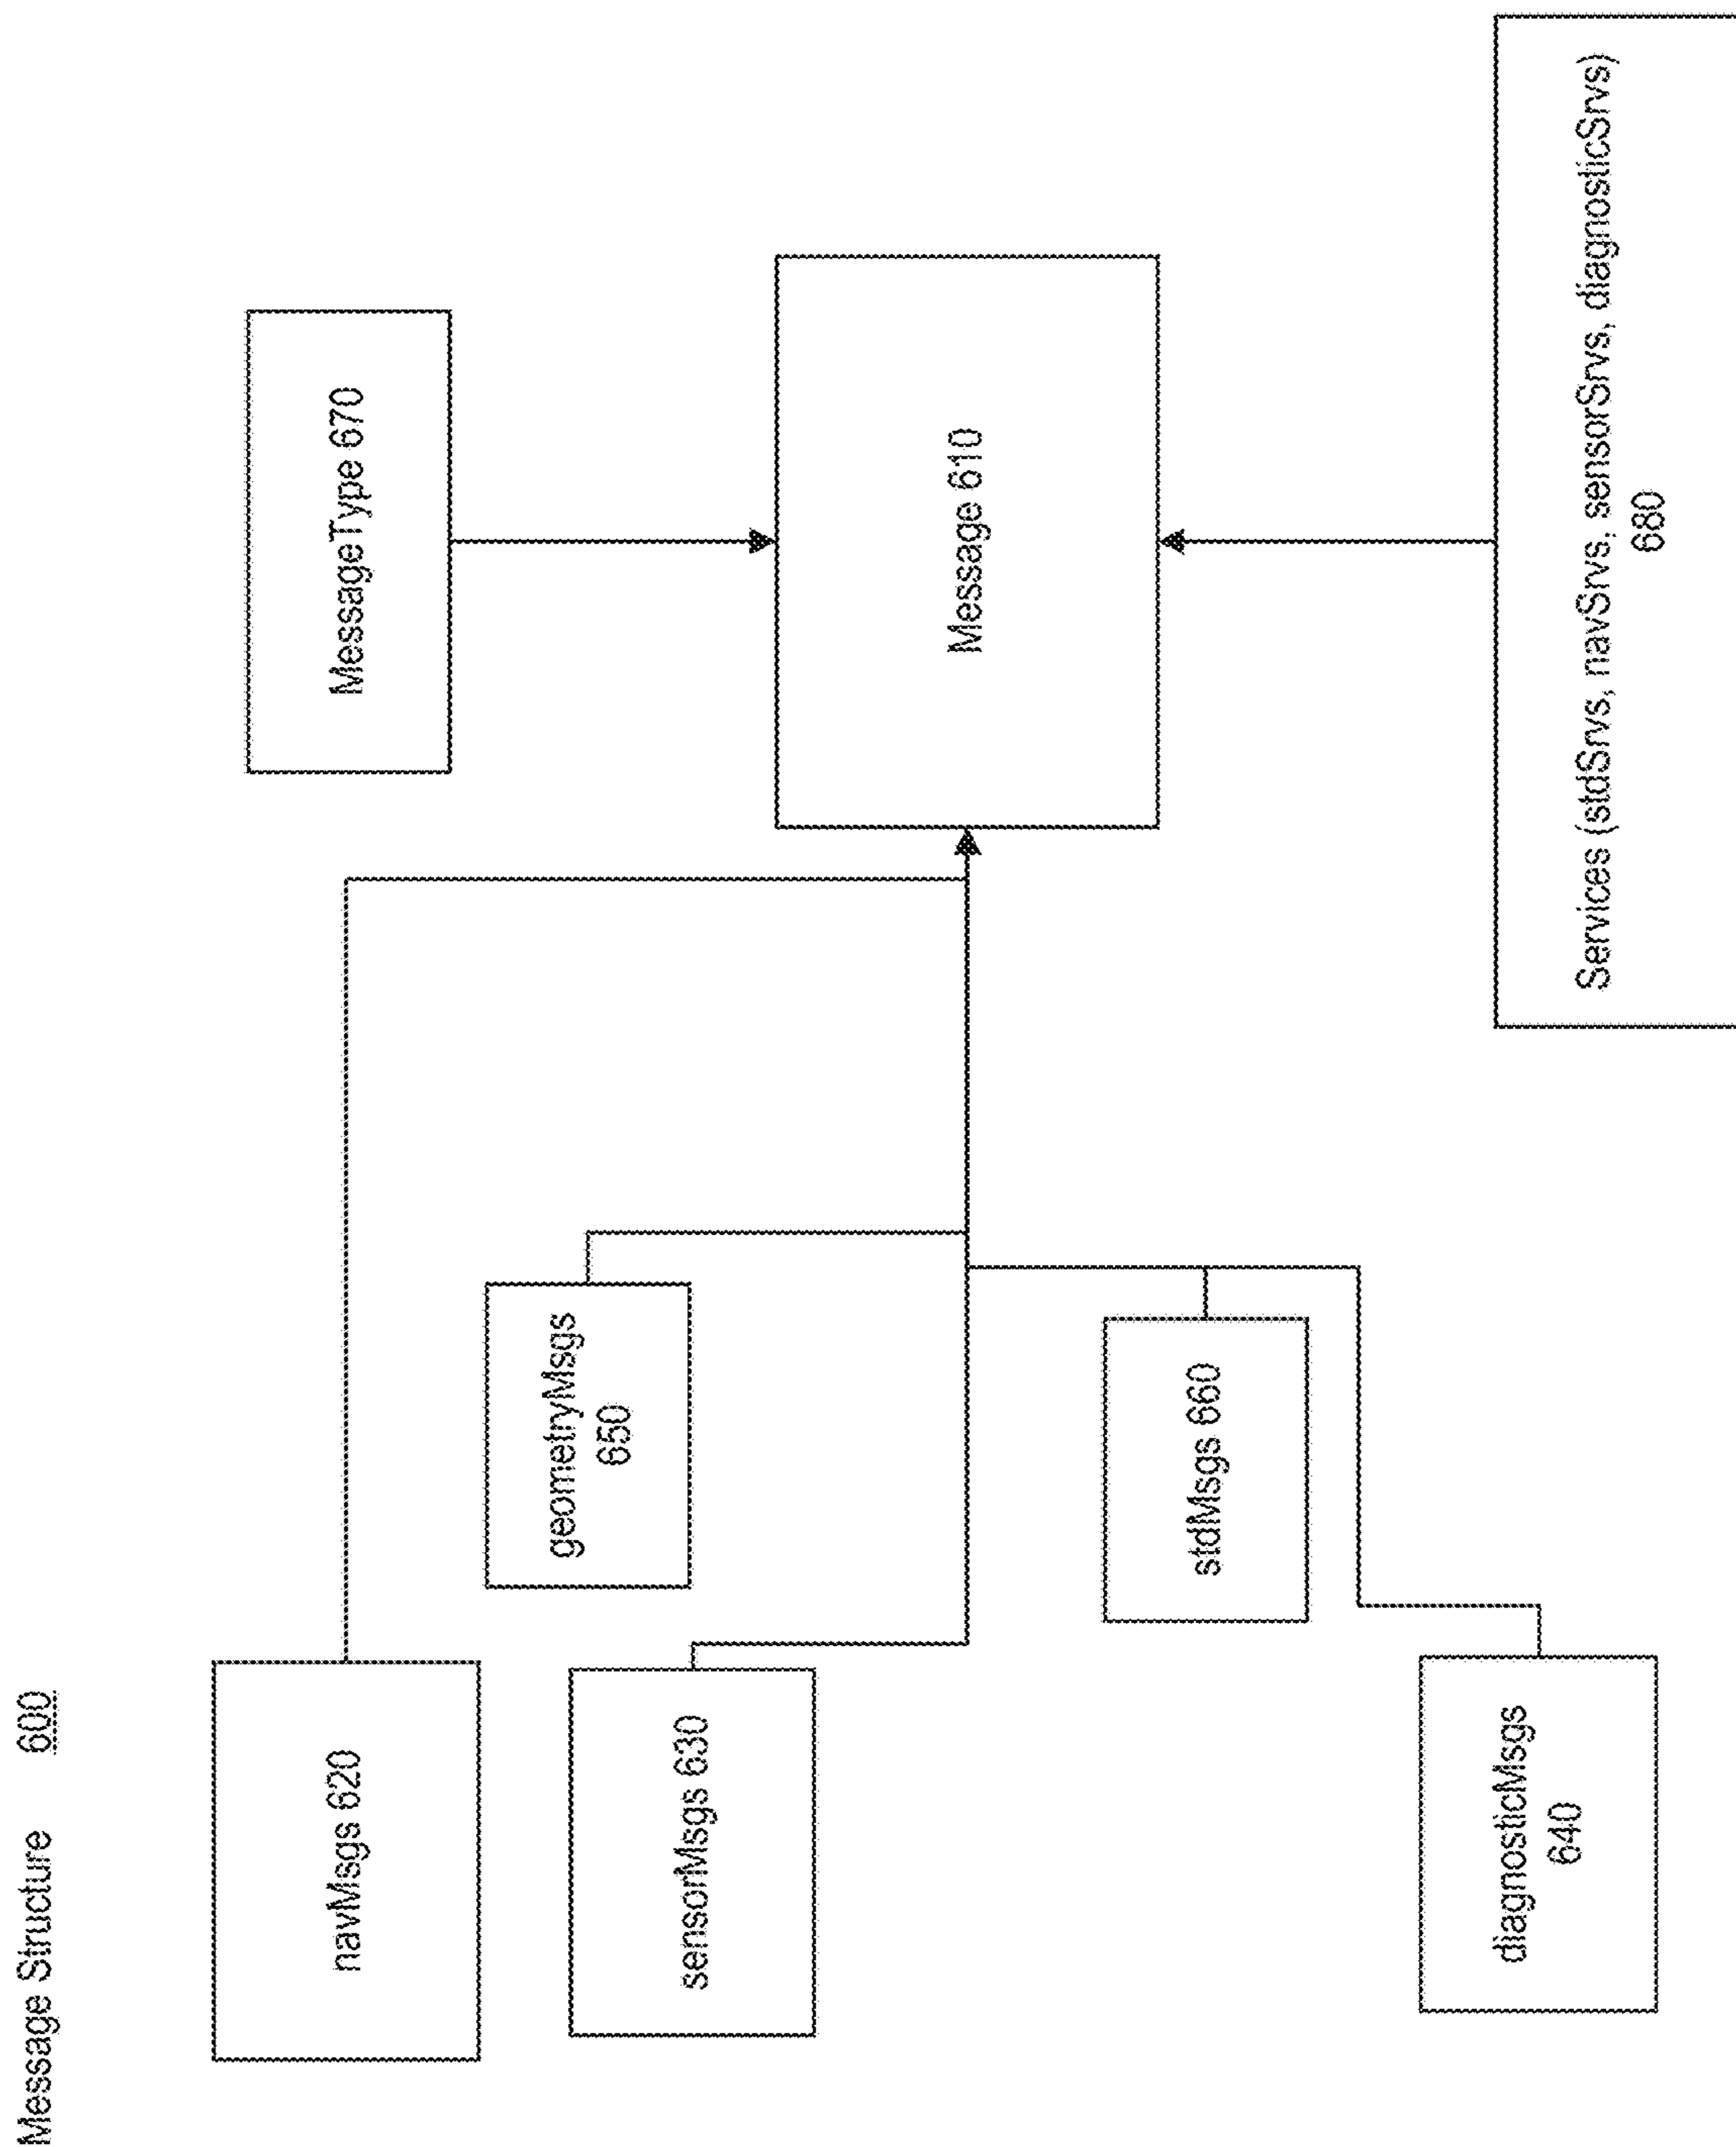 Message Structure 600
MessageType 670
navMsgs 620
geometryMsgs
650
sensorMsgs 630
Message 610
stdMsgs 660
diagnosticMsgs
640
Services (stdSrvs, navSrvs, sensorSrvs, diagnosticSrvs)
680